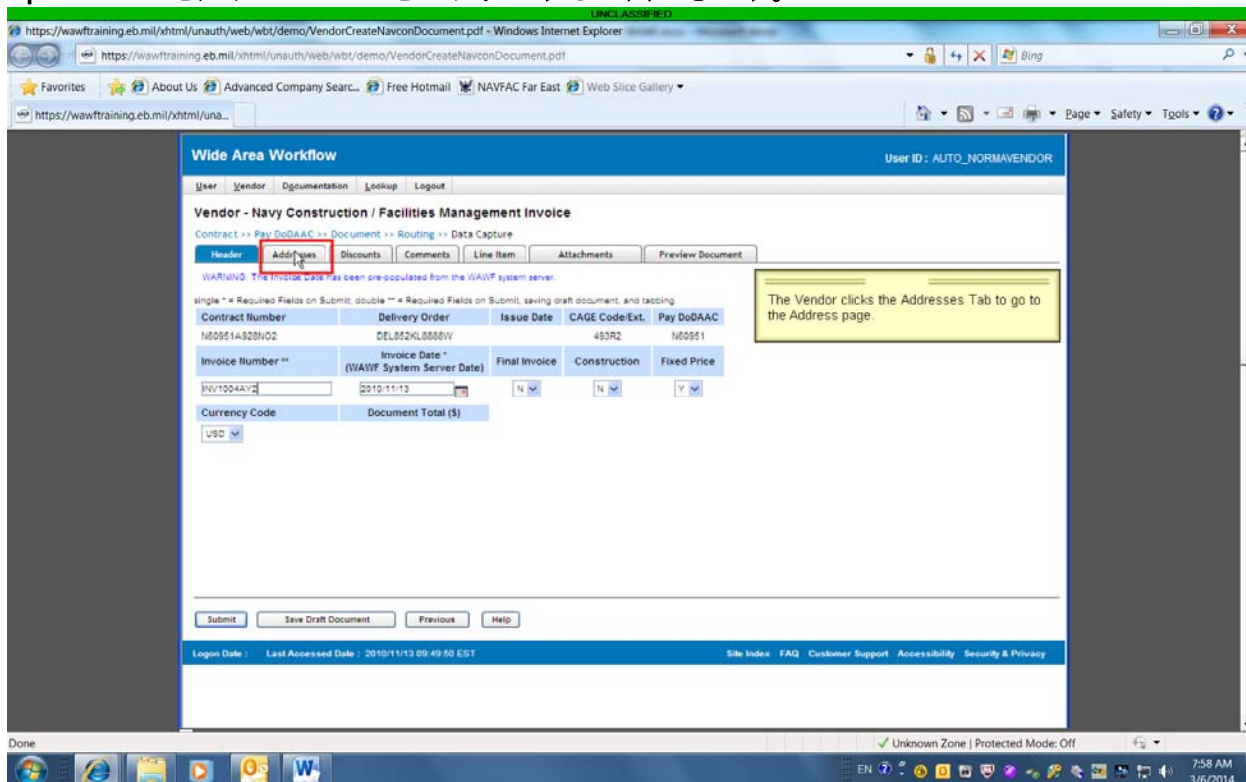 UNCLASSIFIED
https://wawftraining.eb.mil/xhtml/unauth/web/wbt/demo/VendorCreateNavconDocument.pdf - Windows Internet Explorer
https://wawftraining.eb.mil/xhtml/unauth/web/wbt/demo/VendorCreateNavconDocument.pdf
Bing
Favorites About Us Advanced Company Searc... Free Hotmail NAVFAC Far East Web Slice Gallery
https://wawftraining.eb.mil/xhtml/una...
Page Safety Tools
Wide Area Workflow User ID : AUTO_NORMAVENDOR
User Vendor Documentation Lookup Logout
Vendor - Navy Construction / Facilities Management Invoice
Contract >> Pay DoDAAC >> Document >> Routing >> Data Capture
Header Addresses Discounts Comments Line Item Attachments Preview Document
WARNING: The Invoice Date has been pre-populated from the WAWF system server.
single * = Required Fields on Submit, double ** = Required Fields on Submit, saving draft document, and tabbing
The Vendor clicks the Addresses Tab to go to
the Address page.
Contract Number Delivery Order Issue Date CAGE Code/Ext. Pay DoDAAC
N60951A928NO2 DEL852KL8888W 493R2 N60951
Invoice Number ** Invoice Date * (WAWF System Server Date) Final Invoice Construction Fixed Price
INV1004AY2 2010/11/13 N N Y
Currency Code Document Total ($)
USD
Submit Save Draft Document Previous Help
Logon Date : Last Accessed Date : 2010/11/13 09:49:50 EST Site Index FAQ Customer Support Accessibility Security & Privacy
Done Unknown Zone | Protected Mode: Off
EN 7:58 AM
3/6/2014